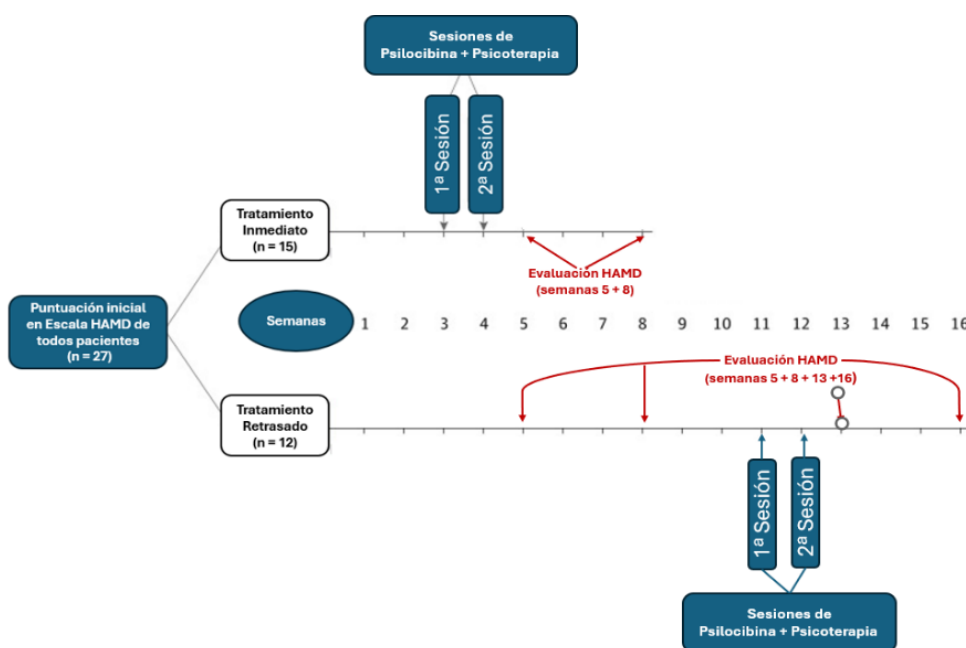 Sesiones de
Psilocibina + Psicoterapia
1ª Sesión
2ª Sesión
Tratamiento
Inmediato
(n = 15)
Evaluación HAMD
(semanas 5 + 8)
Puntuación inicial
en Escala HAMD de
todos pacientes
(n = 27)
Semanas
1 2 3 4 5 6 7 8 9 10 11 12 13 14 15 16
Evaluación HAMD
(semanas 5 + 8 + 13 +16)
Tratamiento
Retrasado
(n = 12)
1ª Sesión
2ª Sesión
Sesiones de
Psilocibina + Psicoterapia